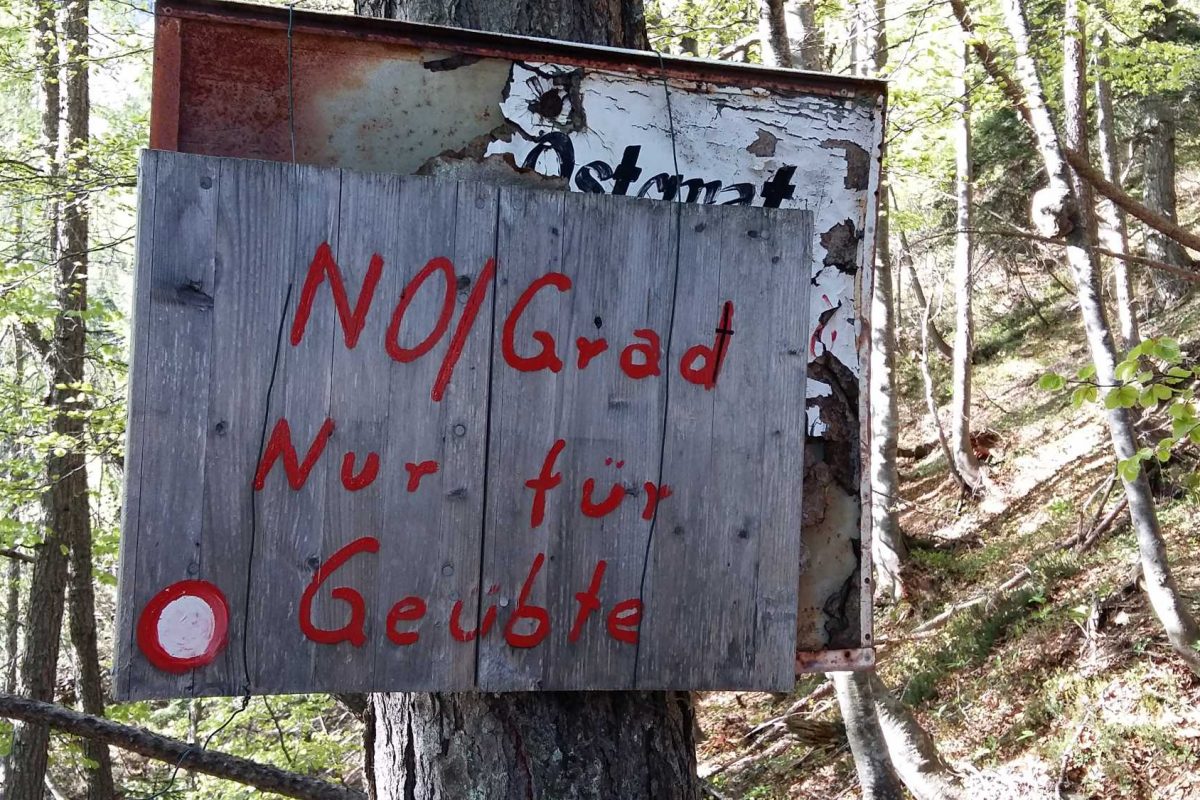 Ostgrat
NO/Grad
Nur für
Geübte